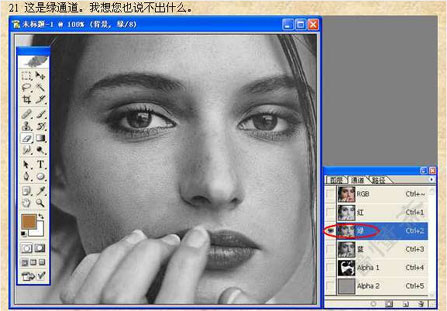 21 这是绿通道。我想您也说不出什么。
未标题-1 @ 100% (背景, 绿/8)
图层 通道 路径
RGB Ctrl+~
红 Ctrl+1
绿 Ctrl+2
蓝 Ctrl+3
Alpha 1 Ctrl+4
Alpha 2 Ctrl+5